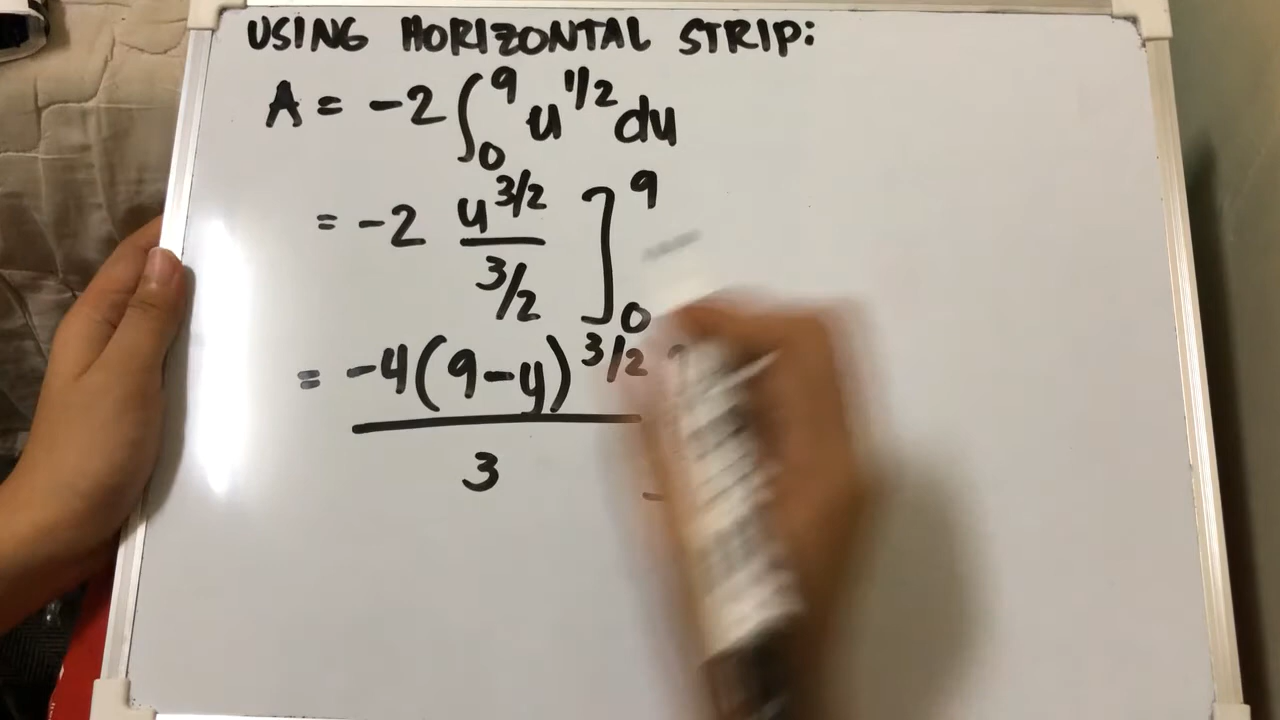 USING HORIZONTAL STRIP:
A = -2 ∫₀⁹ u^1/2 du
= -2 u^3/2 / 3/2 ]₀⁹
= -4(9-y)^3/2 / 3